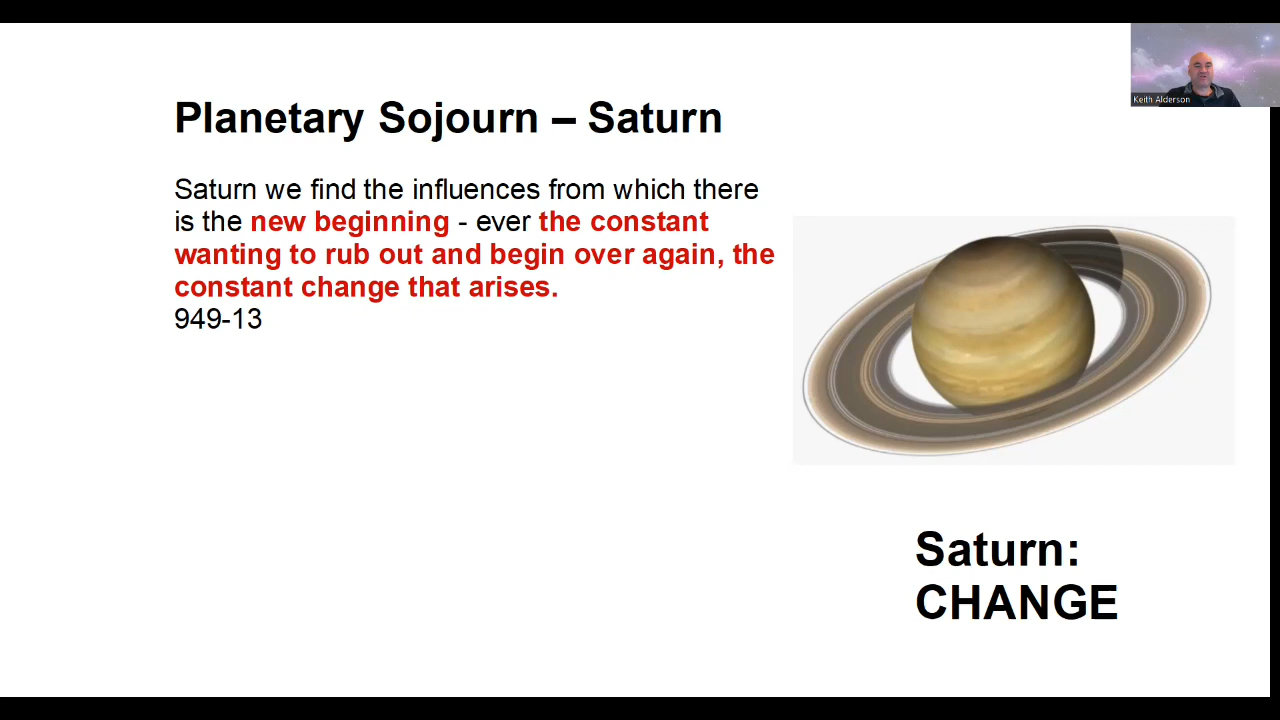 Planetary Sojourn – Saturn
Saturn we find the influences from which there
is the new beginning - ever the constant
wanting to rub out and begin over again, the
constant change that arises.
949-13
Saturn:
CHANGE
Keith Alderson